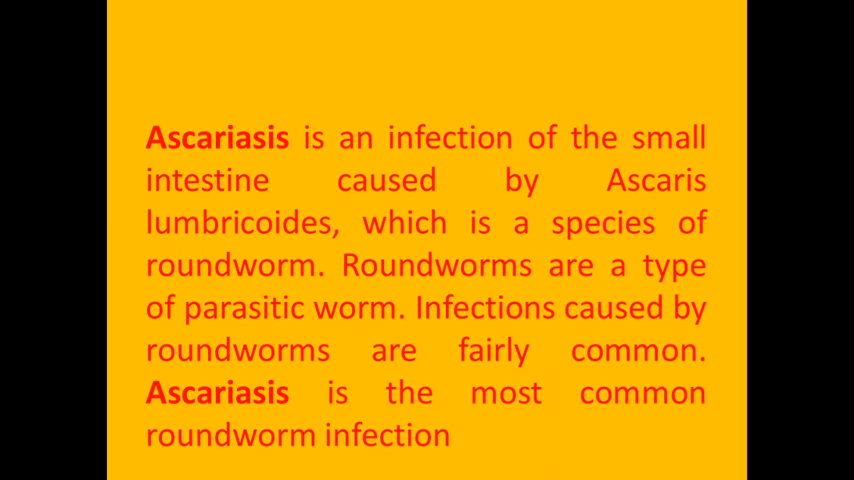 Ascariasis is an infection of the small
intestine caused by Ascaris
lumbricoides, which is a species of
roundworm. Roundworms are a type
of parasitic worm. Infections caused by
roundworms are fairly common.
Ascariasis is the most common
roundworm infection